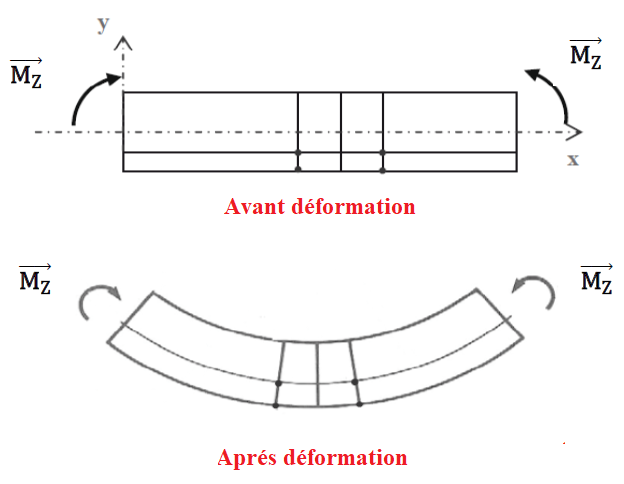 y
M_Z
M_Z
x
Avant déformation
M_Z
M_Z
Aprés déformation